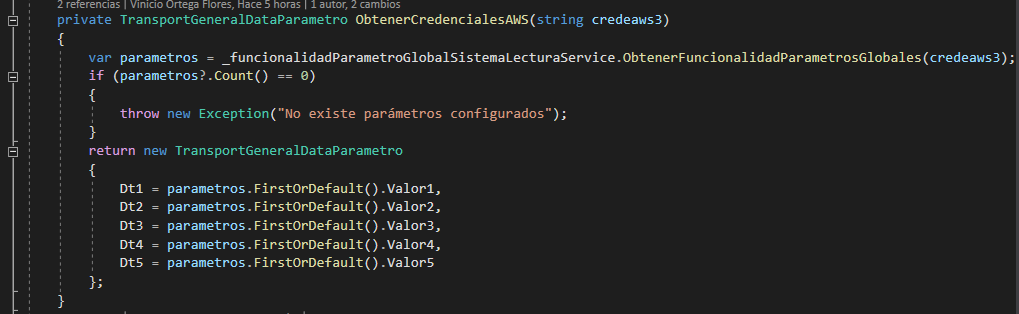 2 referencias | Vinicio Ortega Flores, Hace 5 horas | 1 autor, 2 cambios
private TransportGeneralDataParametro ObtenerCredencialesAWS(string credeaws3)
{
var parametros = _funcionalidadParametroGlobalSistemaLecturaService.ObtenerFuncionalidadParametrosGlobales(credeaws3);
if (parametros?.Count() == 0)
{
throw new Exception("No existe parámetros configurados");
}
return new TransportGeneralDataParametro
{
Dt1 = parametros.FirstOrDefault().Valor1,
Dt2 = parametros.FirstOrDefault().Valor2,
Dt3 = parametros.FirstOrDefault().Valor3,
Dt4 = parametros.FirstOrDefault().Valor4,
Dt5 = parametros.FirstOrDefault().Valor5
};
}